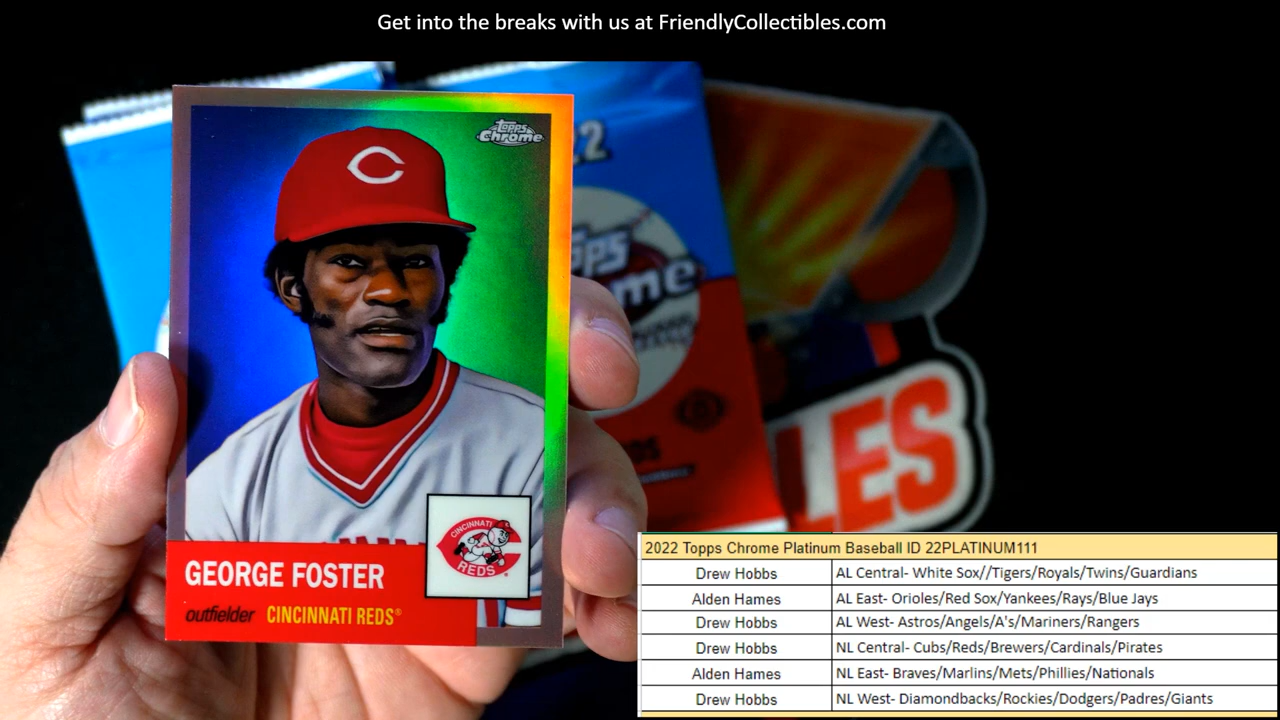 Get into the breaks with us at FriendlyCollectibles.com
Topps
Chrome
22
CINCINNATI
REDS
GEORGE FOSTER
outfielder CINCINNATI REDS®
LES
2022 Topps Chrome Platinum Baseball ID 22PLATINUM111
Drew Hobbs AL Central- White Sox//Tigers/Royals/Twins/Guardians
Alden Hames AL East- Orioles/Red Sox/Yankees/Rays/Blue Jays
Drew Hobbs AL West- Astros/Angels/A's/Mariners/Rangers
Drew Hobbs NL Central- Cubs/Reds/Brewers/Cardinals/Pirates
Alden Hames NL East- Braves/Marlins/Mets/Phillies/Nationals
Drew Hobbs NL West- Diamondbacks/Rockies/Dodgers/Padres/Giants